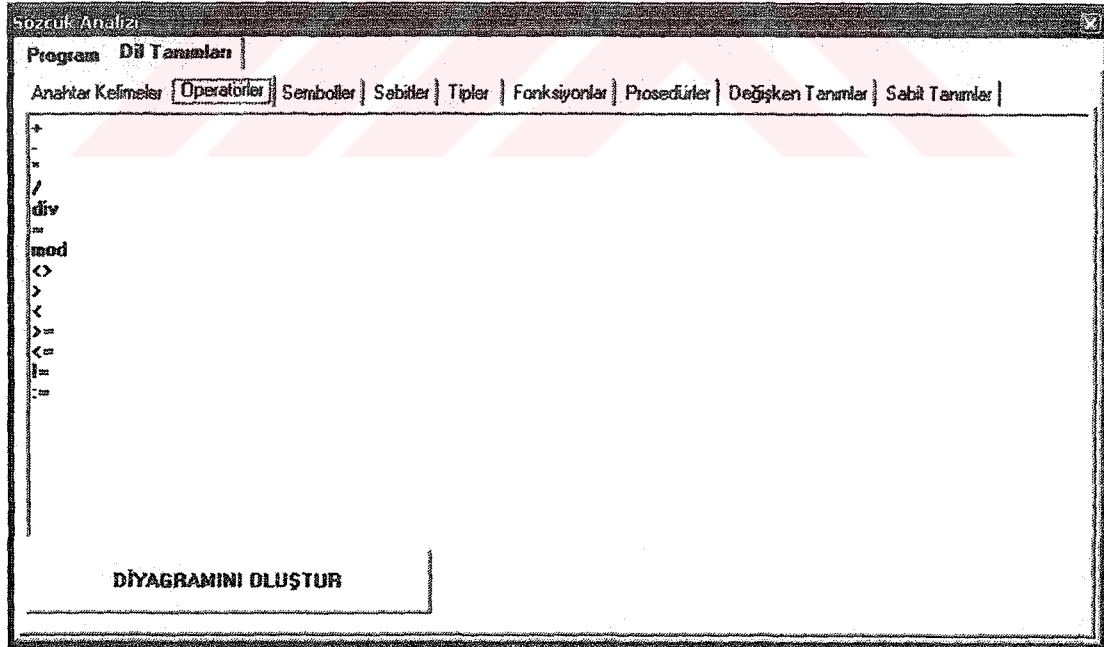 Sözcük Analizi
Program Dil Tanımları
Anahtar Kelimeler Operatörler Semboller Sabitler Tipler Fonksiyonlar Prosedürler Değişken Tanımlar Sabit Tanımlar
+
-
*
/
div
=
mod
<>
>
<
>=
<=
!=
:=
DİYAGRAMINI OLUŞTUR